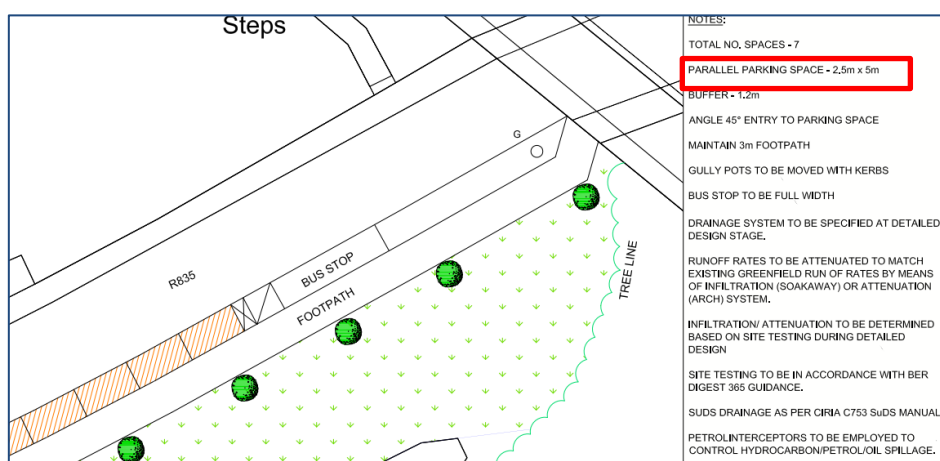 Steps
G
R835
BUS STOP
FOOTPATH
TREE LINE
NOTES:
TOTAL NO. SPACES - 7
PARALLEL PARKING SPACE - 2.5m x 5m
BUFFER - 1.2m
ANGLE 45° ENTRY TO PARKING SPACE
MAINTAIN 3m FOOTPATH
GULLY POTS TO BE MOVED WITH KERBS
BUS STOP TO BE FULL WIDTH
DRAINAGE SYSTEM TO BE SPECIFIED AT DETAILED
DESIGN STAGE.
RUNOFF RATES TO BE ATTENUATED TO MATCH
EXISTING GREENFIELD RUN OF RATES BY MEANS
OF INFILTRATION (SOAKAWAY) OR ATTENUATION
(ARCH) SYSTEM.
INFILTRATION/ ATTENUATION TO BE DETERMINED
BASED ON SITE TESTING DURING DETAILED
DESIGN
SITE TESTING TO BE IN ACCORDANCE WITH BER
DIGEST 365 GUIDANCE.
SUDS DRAINAGE AS PER CIRIA C753 SuDS MANUAL
PETROLINTERCEPTORS TO BE EMPLOYED TO
CONTROL HYDROCARBON/PETROL/OIL SPILLAGE.